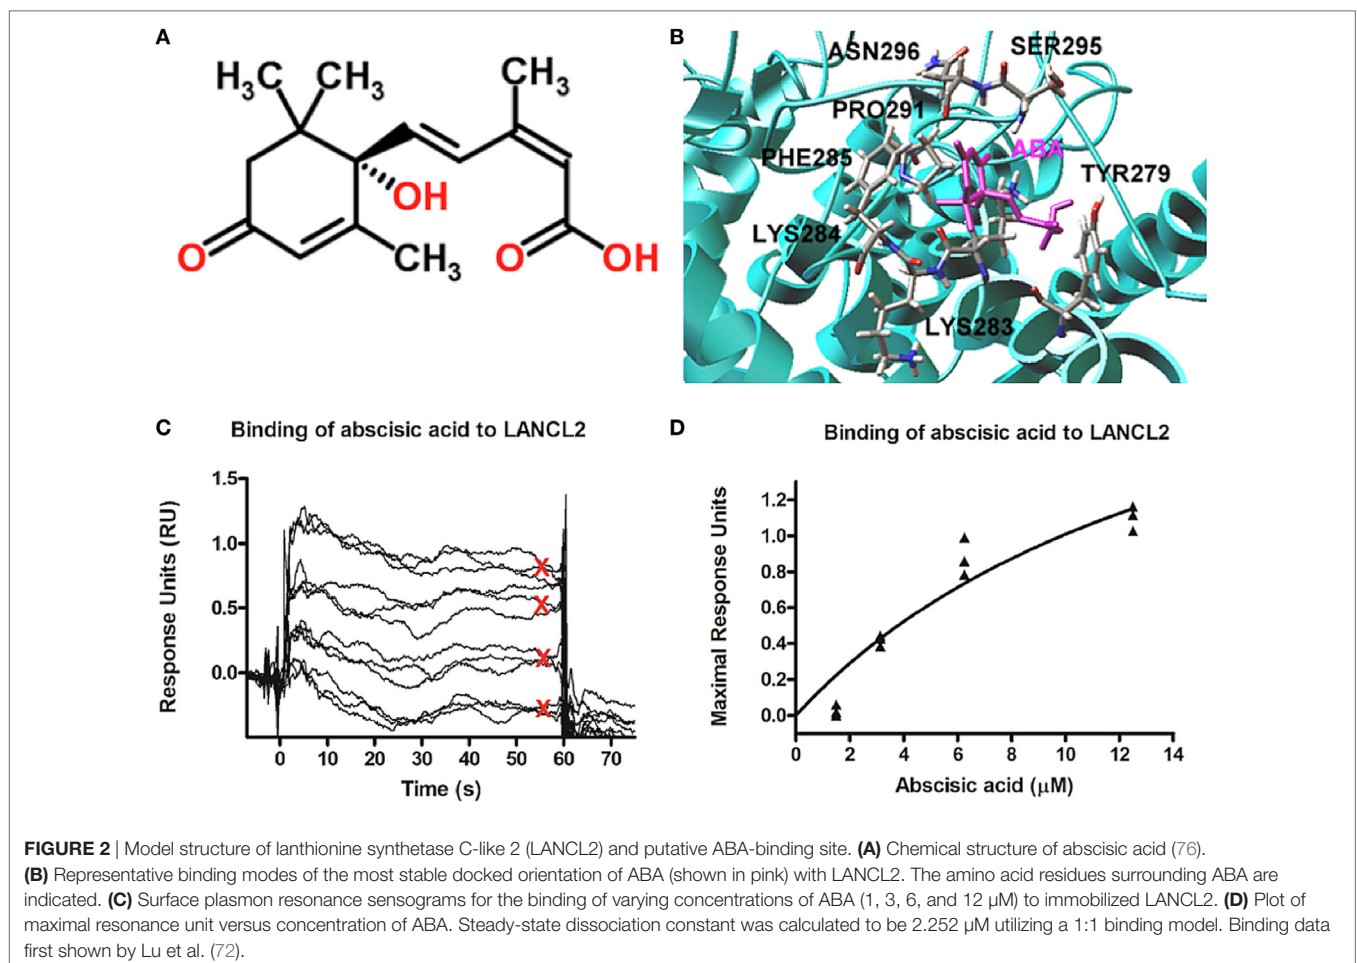 A
H₃C
CH₃
CH₃
OH
O
CH₃
O
OH
B
ASN296
SER295
PRO291
ABA
PHE285
TYR279
LYS284
LYS283
C
Binding of abscisic acid to LANCL2
Response Units (RU)
1.5
1.0
0.5
0.0
X
X
X
X
0
10
20
30
40
50
60
70
Time (s)
D
Binding of abscisic acid to LANCL2
Maximal Response Units
1.2
1.0
0.8
0.6
0.4
0.2
0.0
0
2
4
6
8
10
12
14
Abscisic acid (μM)
FIGURE 2 | Model structure of lanthionine synthetase C-like 2 (LANCL2) and putative ABA-binding site. (A) Chemical structure of abscisic acid (76).
(B) Representative binding modes of the most stable docked orientation of ABA (shown in pink) with LANCL2. The amino acid residues surrounding ABA are
indicated. (C) Surface plasmon resonance sensograms for the binding of varying concentrations of ABA (1, 3, 6, and 12 μM) to immobilized LANCL2. (D) Plot of
maximal resonance unit versus concentration of ABA. Steady-state dissociation constant was calculated to be 2.252 μM utilizing a 1:1 binding model. Binding data
first shown by Lu et al. (72).